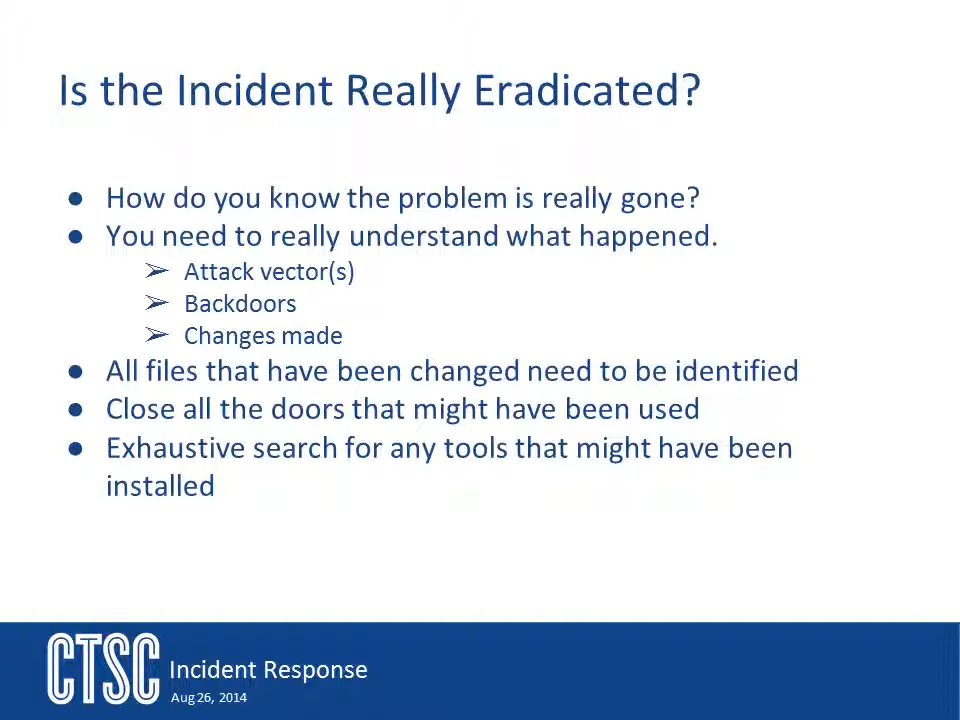 Is the Incident Really Eradicated?
● How do you know the problem is really gone?
● You need to really understand what happened.
➢ Attack vector(s)
➢ Backdoors
➢ Changes made
● All files that have been changed need to be identified
● Close all the doors that might have been used
● Exhaustive search for any tools that might have been
installed
CTSC
Incident Response
Aug 26, 2014